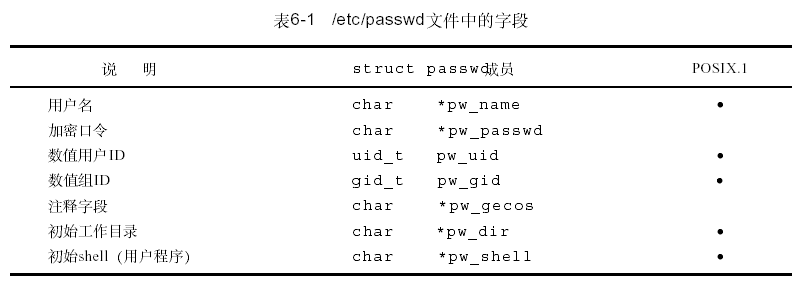 表6-1 /etc/passwd文件中的字段
说 明 struct passwd成员 POSIX.1
用户名 char *pw_name •
加密口令 char *pw_passwd
数值用户ID uid_t pw_uid •
数值组ID gid_t pw_gid •
注释字段 char *pw_gecos
初始工作目录 char *pw_dir •
初始shell (用户程序) char *pw_shell •